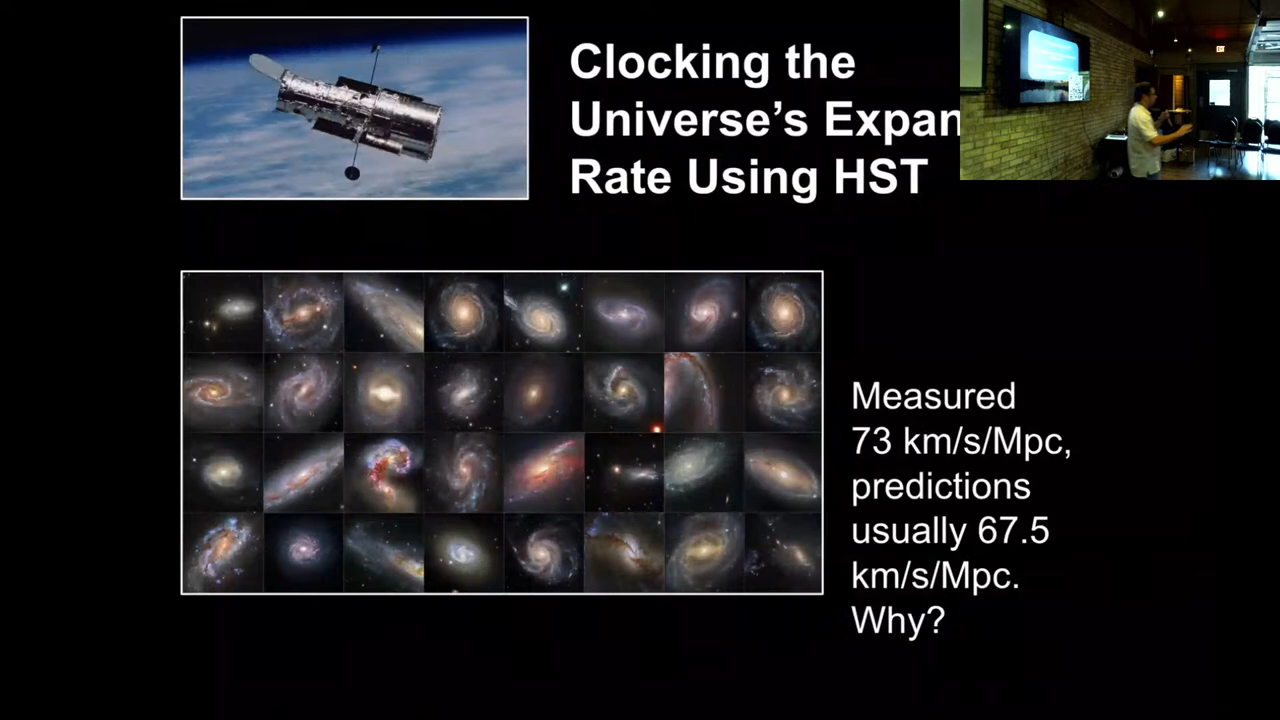 Clocking the
Universe’s Expan
Rate Using HST
Measured
73 km/s/Mpc,
predictions
usually 67.5
km/s/Mpc.
Why?